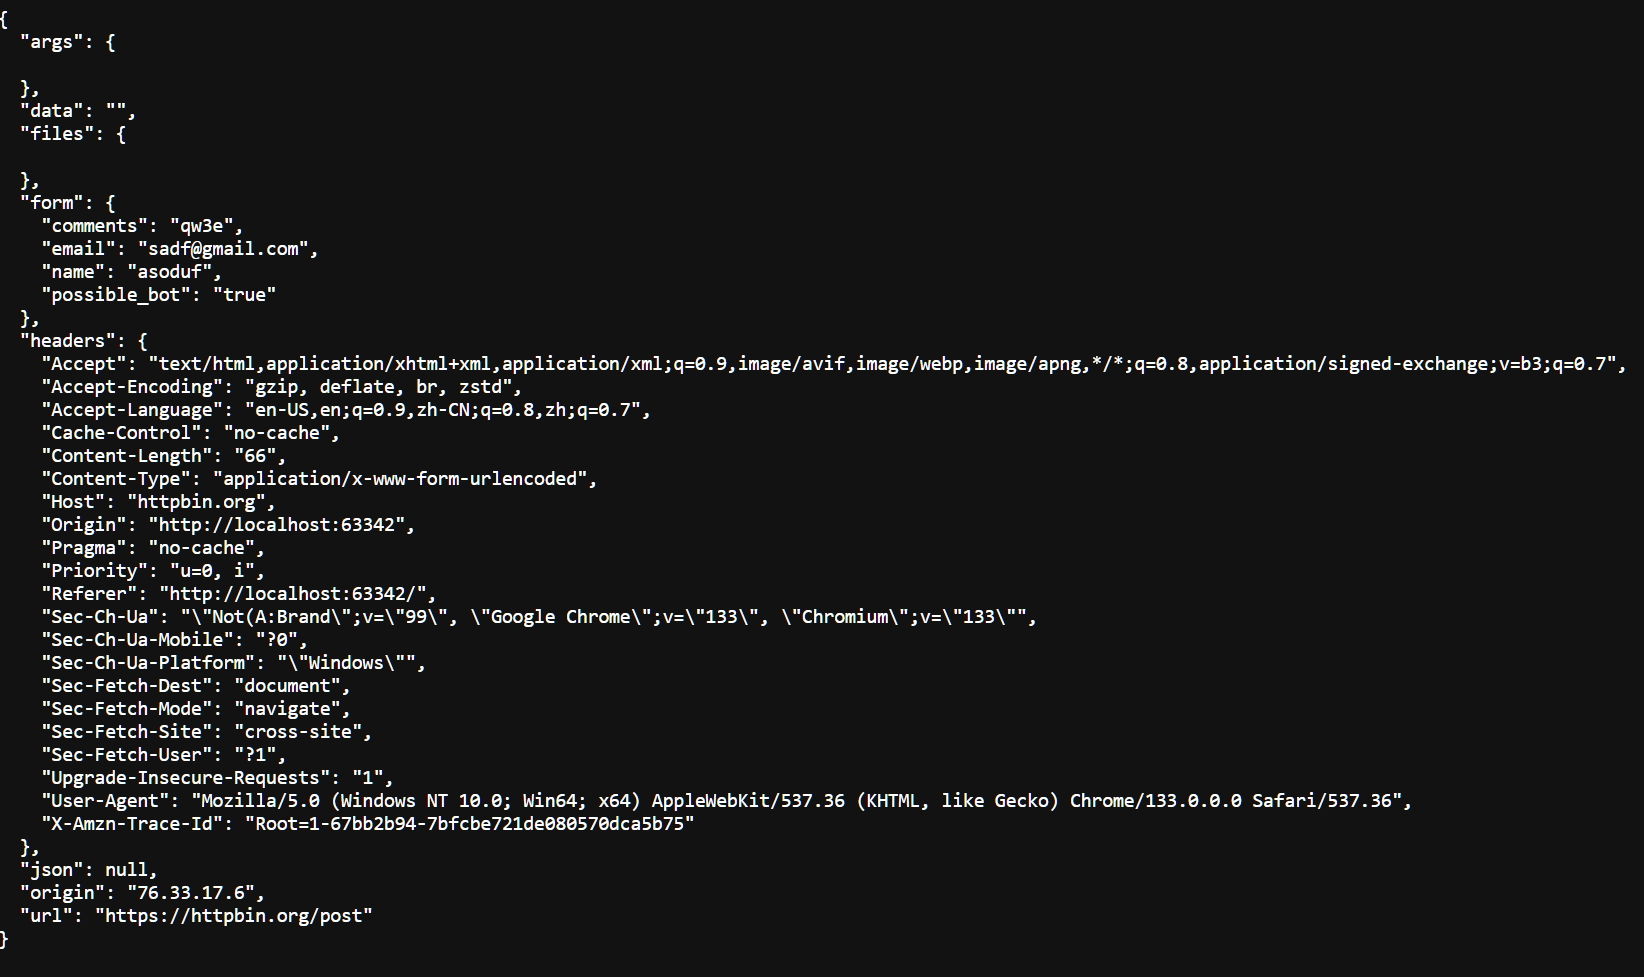 {
  "args": {

  },
  "data": "",
  "files": {

  },
  "form": {
    "comments": "qw3e",
    "email": "sadf@gmail.com",
    "name": "asoduf",
    "possible_bot": "true"
  },
  "headers": {
    "Accept": "text/html,application/xhtml+xml,application/xml;q=0.9,image/avif,image/webp,image/apng,*/*;q=0.8,application/signed-exchange;v=b3;q=0.7",
    "Accept-Encoding": "gzip, deflate, br, zstd",
    "Accept-Language": "en-US,en;q=0.9,zh-CN;q=0.8,zh;q=0.7",
    "Cache-Control": "no-cache",
    "Content-Length": "66",
    "Content-Type": "application/x-www-form-urlencoded",
    "Host": "httpbin.org",
    "Origin": "http://localhost:63342",
    "Pragma": "no-cache",
    "Priority": "u=0, i",
    "Referer": "http://localhost:63342/",
    "Sec-Ch-Ua": "\"Not(A:Brand\";v=\"99\", \"Google Chrome\";v=\"133\", \"Chromium\";v=\"133\"",
    "Sec-Ch-Ua-Mobile": "?0",
    "Sec-Ch-Ua-Platform": "\"Windows\"",
    "Sec-Fetch-Dest": "document",
    "Sec-Fetch-Mode": "navigate",
    "Sec-Fetch-Site": "cross-site",
    "Sec-Fetch-User": "?1",
    "Upgrade-Insecure-Requests": "1",
    "User-Agent": "Mozilla/5.0 (Windows NT 10.0; Win64; x64) AppleWebKit/537.36 (KHTML, like Gecko) Chrome/133.0.0.0 Safari/537.36",
    "X-Amzn-Trace-Id": "Root=1-67bb2b94-7bfcbe721de080570dca5b75"
  },
  "json": null,
  "origin": "76.33.17.6",
  "url": "https://httpbin.org/post"
}